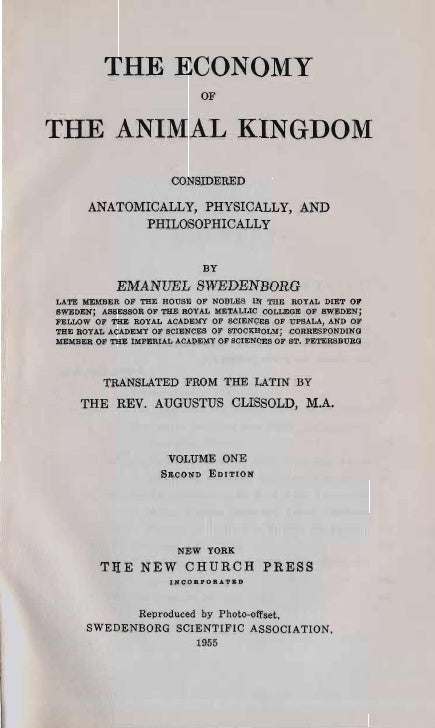 THE ECONOMY
OF
THE ANIMAL KINGDOM
CONSIDERED
ANATOMICALLY, PHYSICALLY, AND
PHILOSOPHICALLY
BY
EMANUEL SWEDENBORG
LATE MEMBER OF THE HOUSE OF NOBLES IN THE ROYAL DIET OF
SWEDEN; ASSESSOR OF THE ROYAL METALLIC COLLEGE OF SWEDEN;
FELLOW OF THE ROYAL ACADEMY OF SCIENCES OF UPSALA, AND OF
THE ROYAL ACADEMY OF SCIENCES OF STOCKHOLM; CORRESPONDING
MEMBER OF THE IMPERIAL ACADEMY OF SCIENCES OF ST. PETERSBURG
TRANSLATED FROM THE LATIN BY
THE REV. AUGUSTUS CLISSOLD, M.A.
VOLUME ONE
SECOND EDITION
NEW YORK
THE NEW CHURCH PRESS
INCORPORATED
Reproduced by Photo-offset,
SWEDENBORG SCIENTIFIC ASSOCIATION,
1955